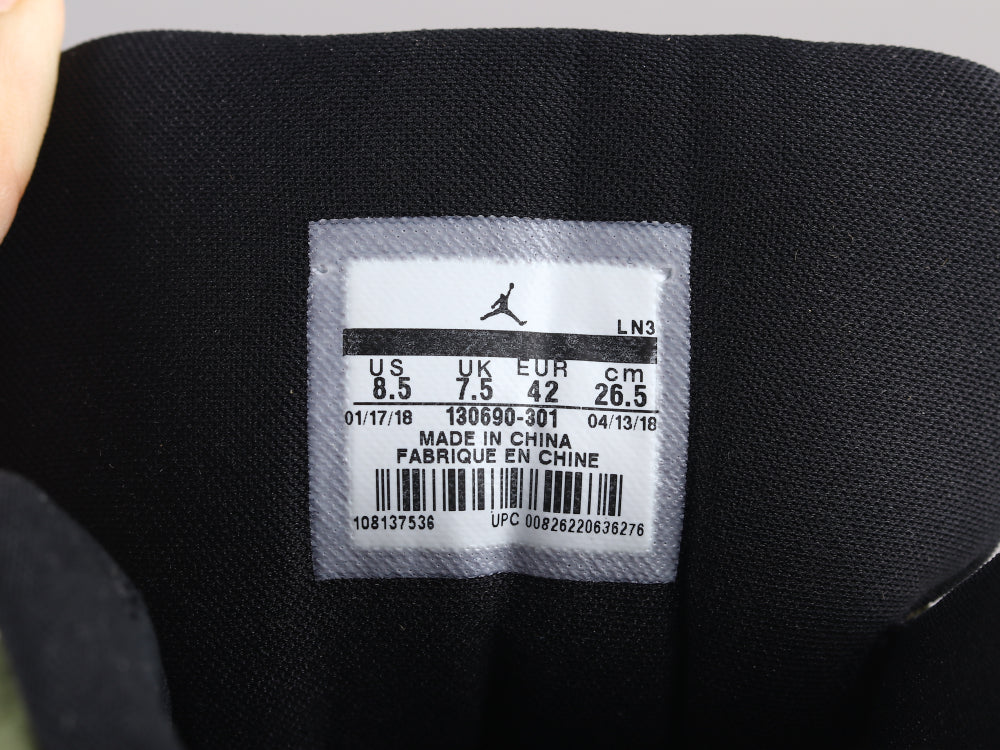 LN3
US UK EUR cm
8.5 7.5 42 26.5
01/17/18 130690-301 04/13/18
MADE IN CHINA
FABRIQUE EN CHINE
108137536 UPC 00826220636276